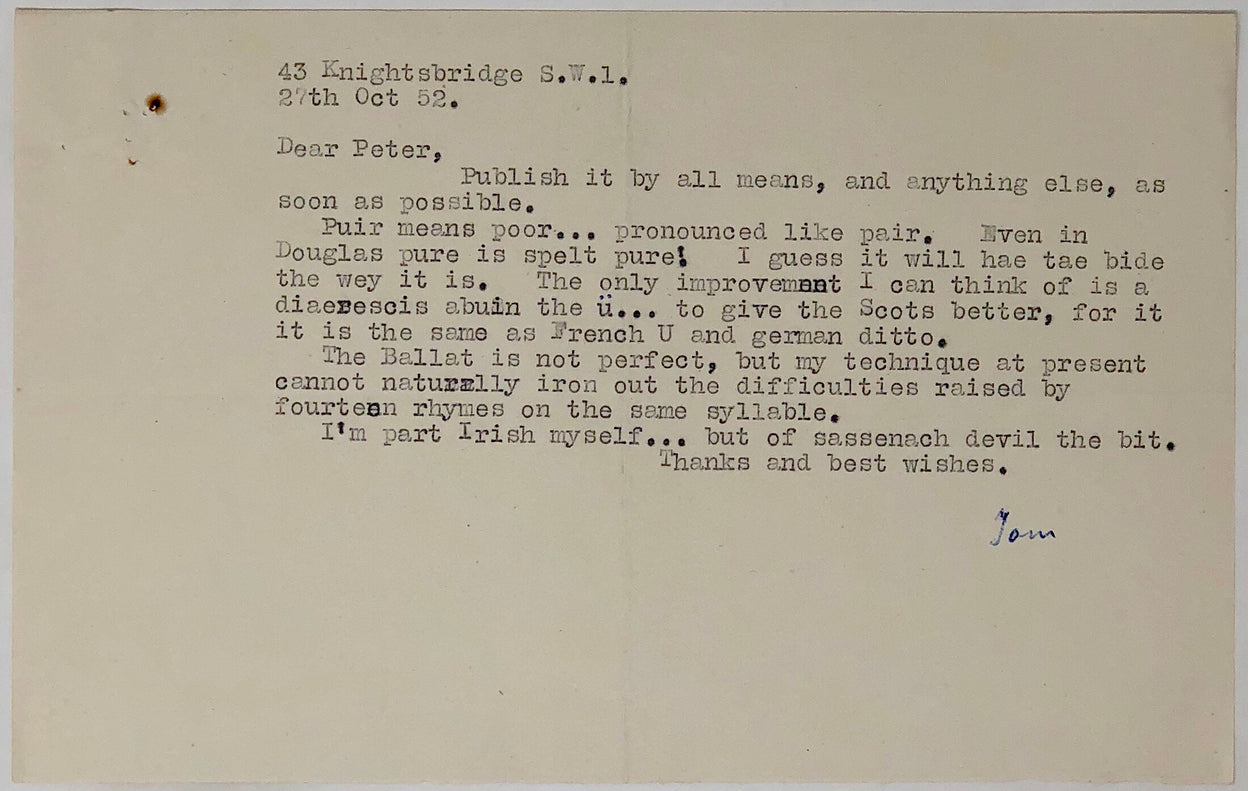 43 Knightsbridge S.W.1.
27th Oct 52.
Dear Peter,
Publish it by all means, and anything else, as
soon as possible.
Puir means poor... pronounced like pair. Even in
Douglas pure is spelt pure! I guess it will hae tae bide
the wey it is. The only improvement I can think of is a
diaerescis abuin the ü... to give the Scots better, for it
it is the same as French U and german ditto.
The Ballat is not perfect, but my technique at present
cannot naturally iron out the difficulties raised by
fourteen rhymes on the same syllable.
I'm part Irish myself... but of sassenach devil the bit.
Thanks and best wishes.
Tom